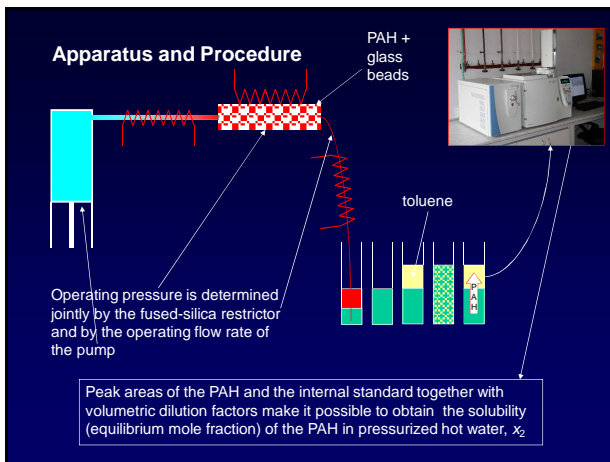 Apparatus and Procedure
PAH +
glass
beads
toluene
P
A
H
Operating pressure is determined
jointly by the fused-silica restrictor
and by the operating flow rate of
the pump
Peak areas of the PAH and the internal standard together with
volumetric dilution factors make it possible to obtain the solubility
(equilibrium mole fraction) of the PAH in pressurized hot water, x2